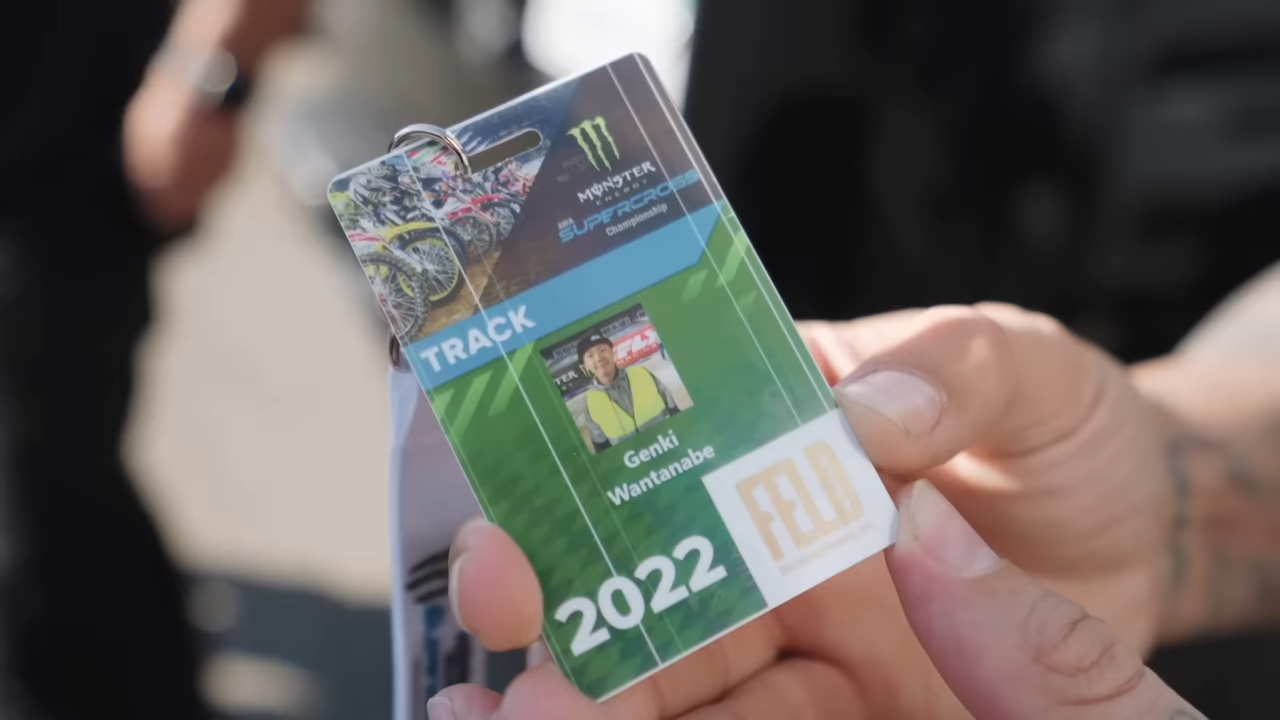 MONSTER
ENERGY
AMA
SUPERCROSS
Championship
TRACK
Genki
Wantanabe
2022
FELD